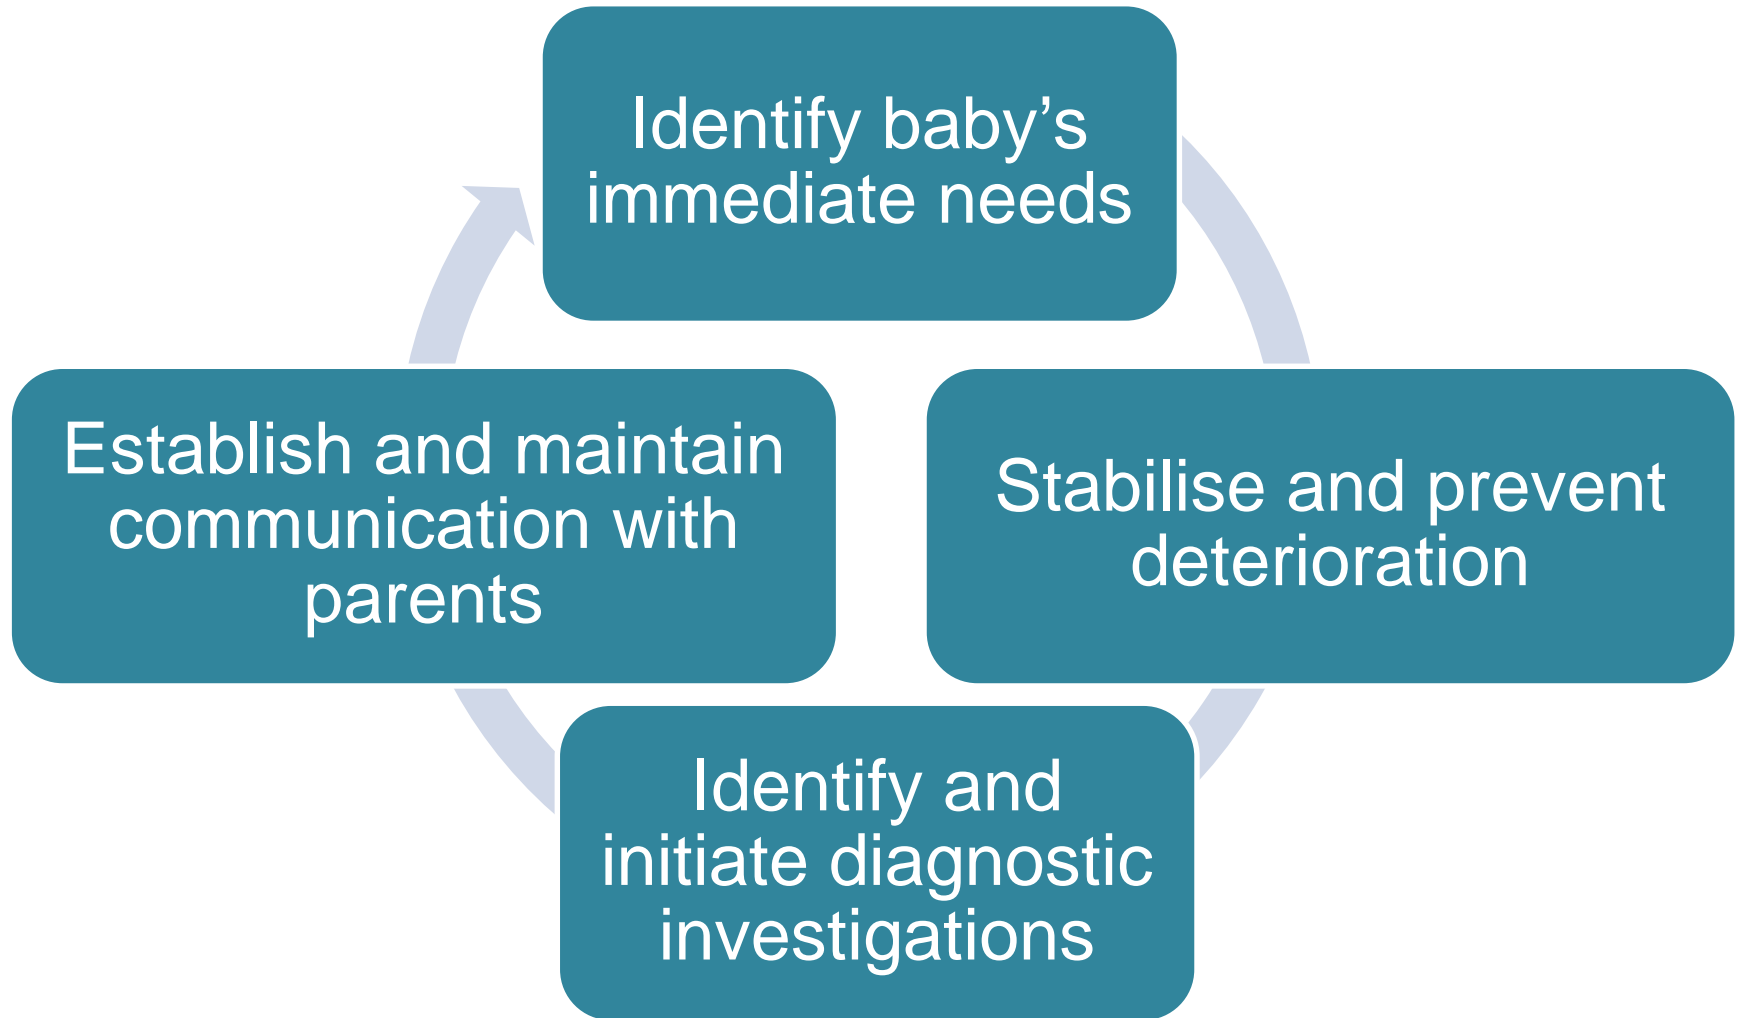 Identify baby’s
immediate needs
Stabilise and prevent
deterioration
Identify and
initiate diagnostic
investigations
Establish and maintain
communication with
parents